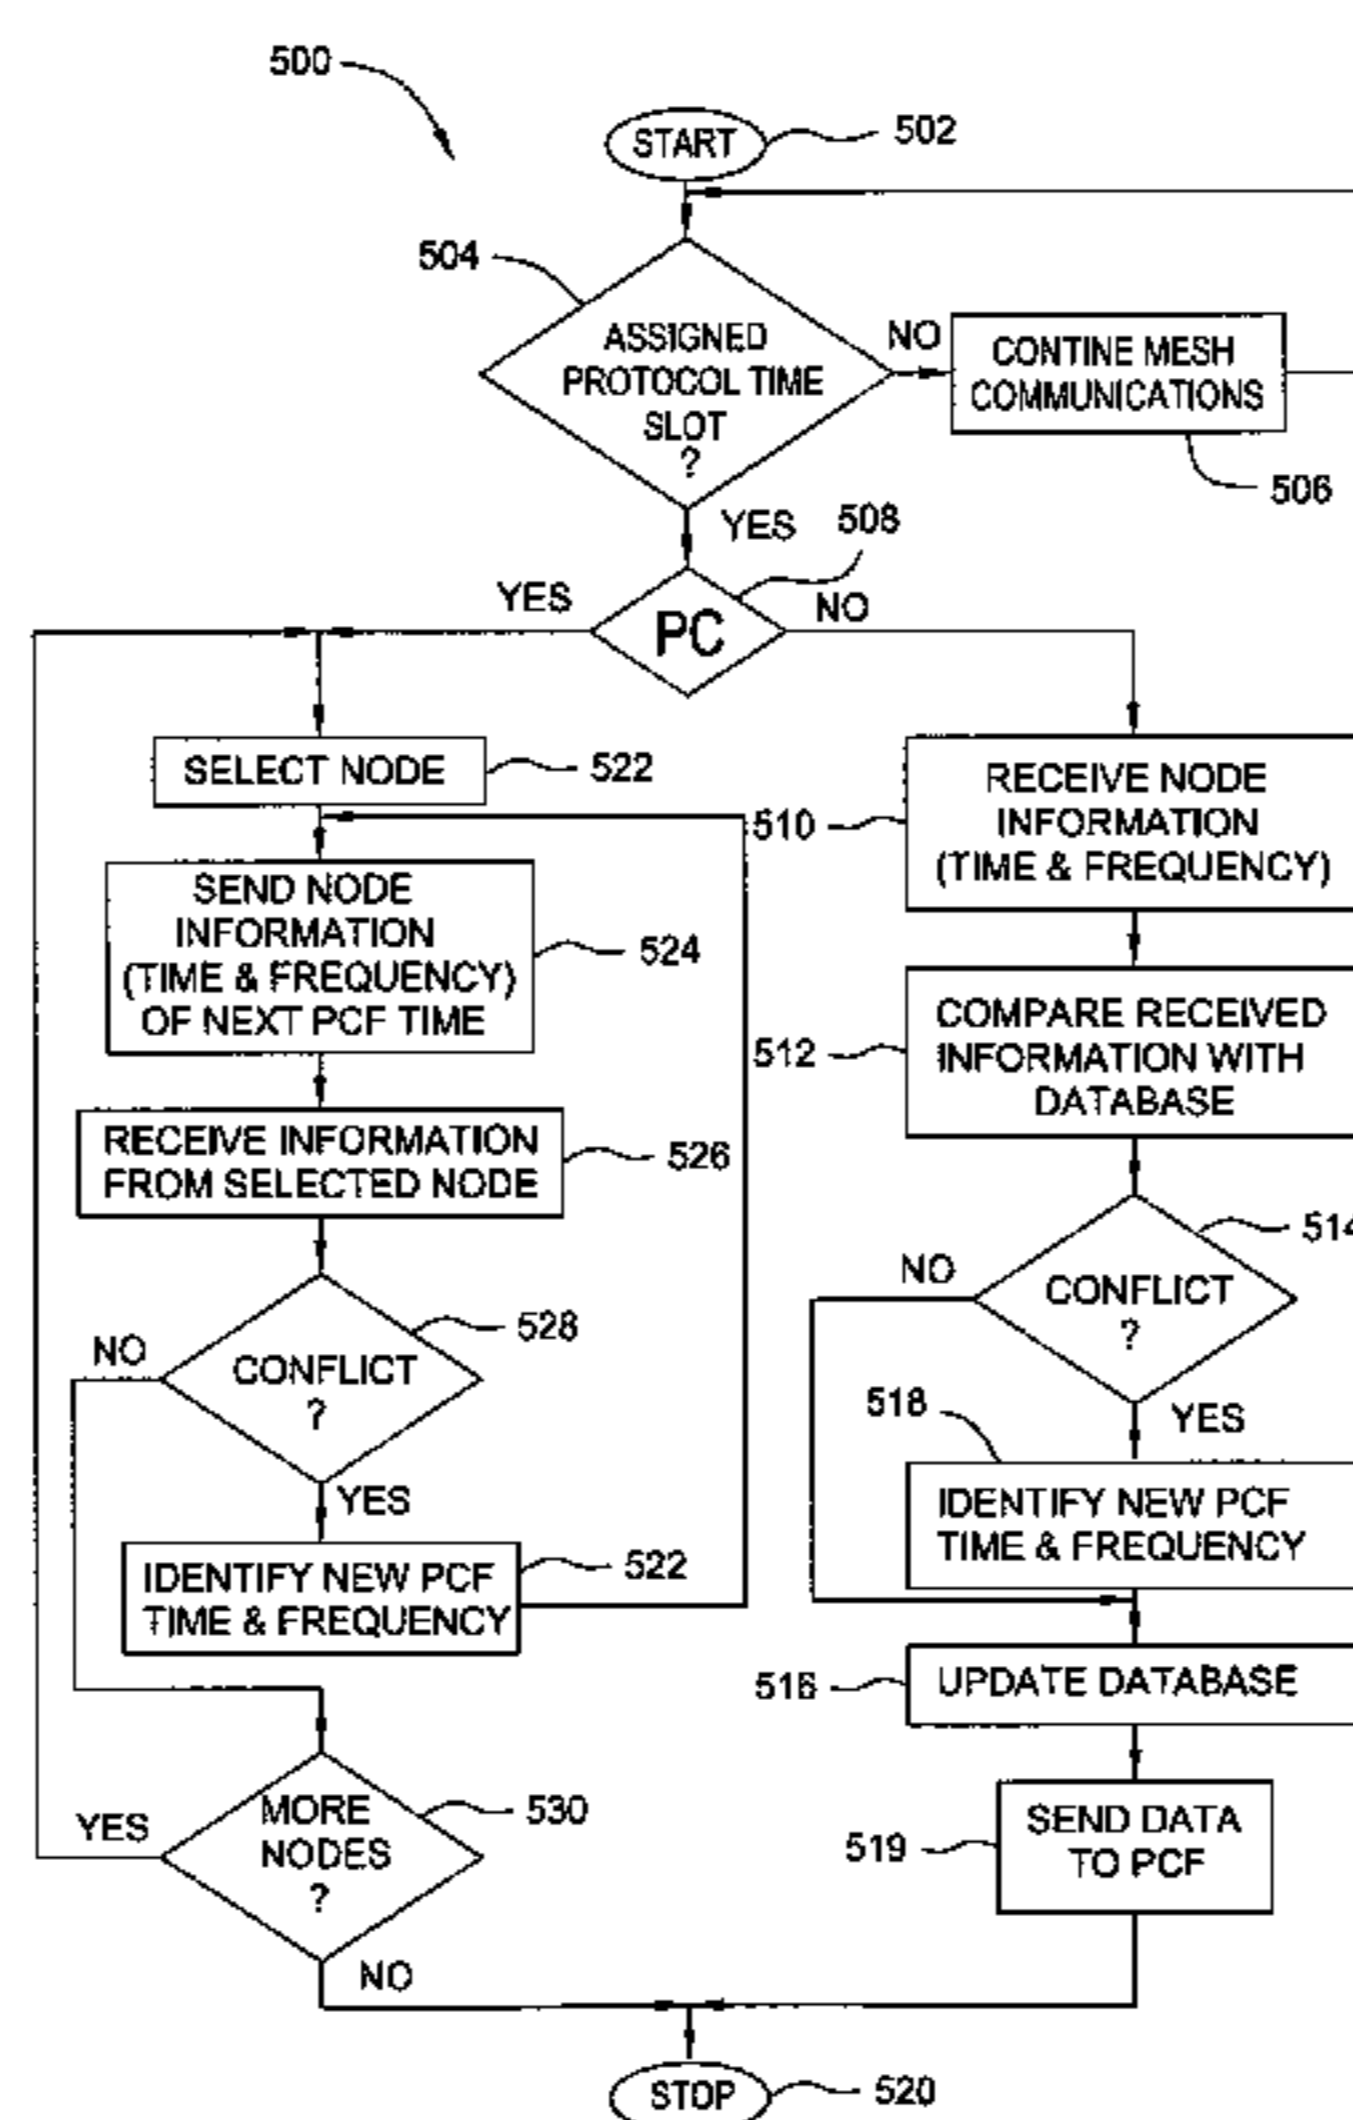 500
START
502
504
ASSIGNED
PROTOCOL TIME
SLOT
?
NO
CONTINE MESH
COMMUNICATIONS
506
YES
508
YES
PC
NO
SELECT NODE
522
RECEIVE NODE
INFORMATION
(TIME & FREQUENCY)
510
SEND NODE
INFORMATION
(TIME & FREQUENCY)
OF NEXT PCF TIME
524
COMPARE RECEIVED
INFORMATION WITH
DATABASE
512
RECEIVE INFORMATION
FROM SELECTED NODE
526
514
NO
CONFLICT
?
528
NO
CONFLICT
?
518
YES
YES
IDENTIFY NEW PCF
TIME & FREQUENCY
IDENTIFY NEW PCF
TIME & FREQUENCY
522
516
UPDATE DATABASE
YES
MORE
NODES
?
530
519
SEND DATA
TO PCF
NO
STOP
520